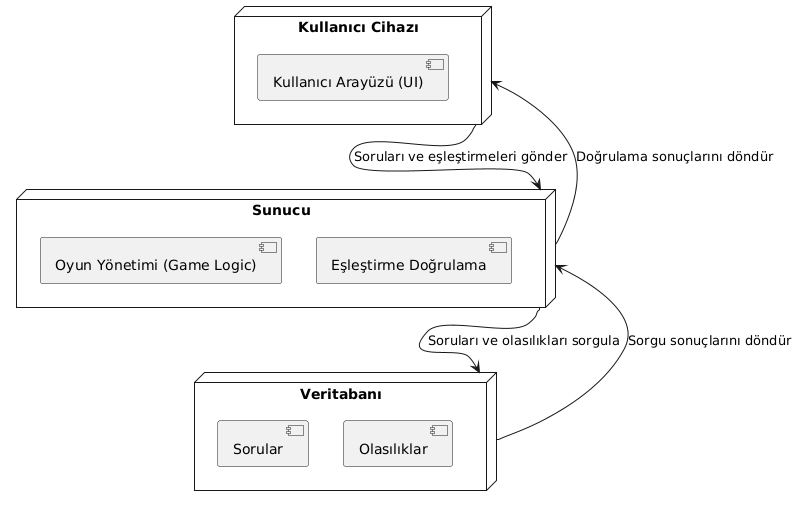 Kullanıcı Cihazı
Kullanıcı Arayüzü (UI)
Soruları ve eşleştirmeleri gönder
Doğrulama sonuçlarını döndür
Sunucu
Oyun Yönetimi (Game Logic)
Eşleştirme Doğrulama
Soruları ve olasılıkları sorgula
Sorgu sonuçlarını döndür
Veritabanı
Sorular
Olasılıklar